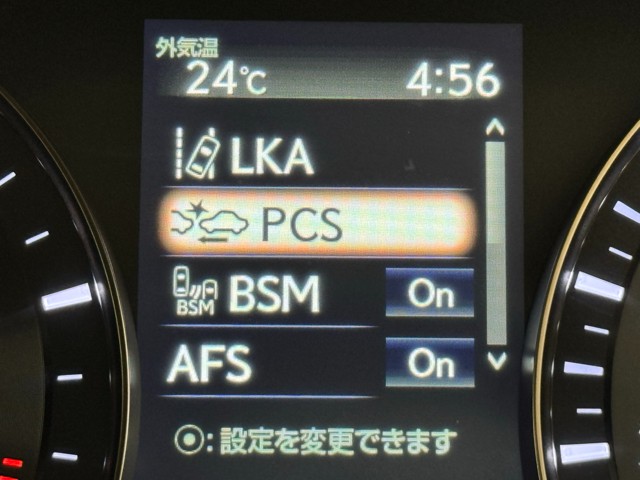 外気温
24℃ 4:56
LKA
PCS
BSM BSM On
AFS On
⦿:設定を変更できます